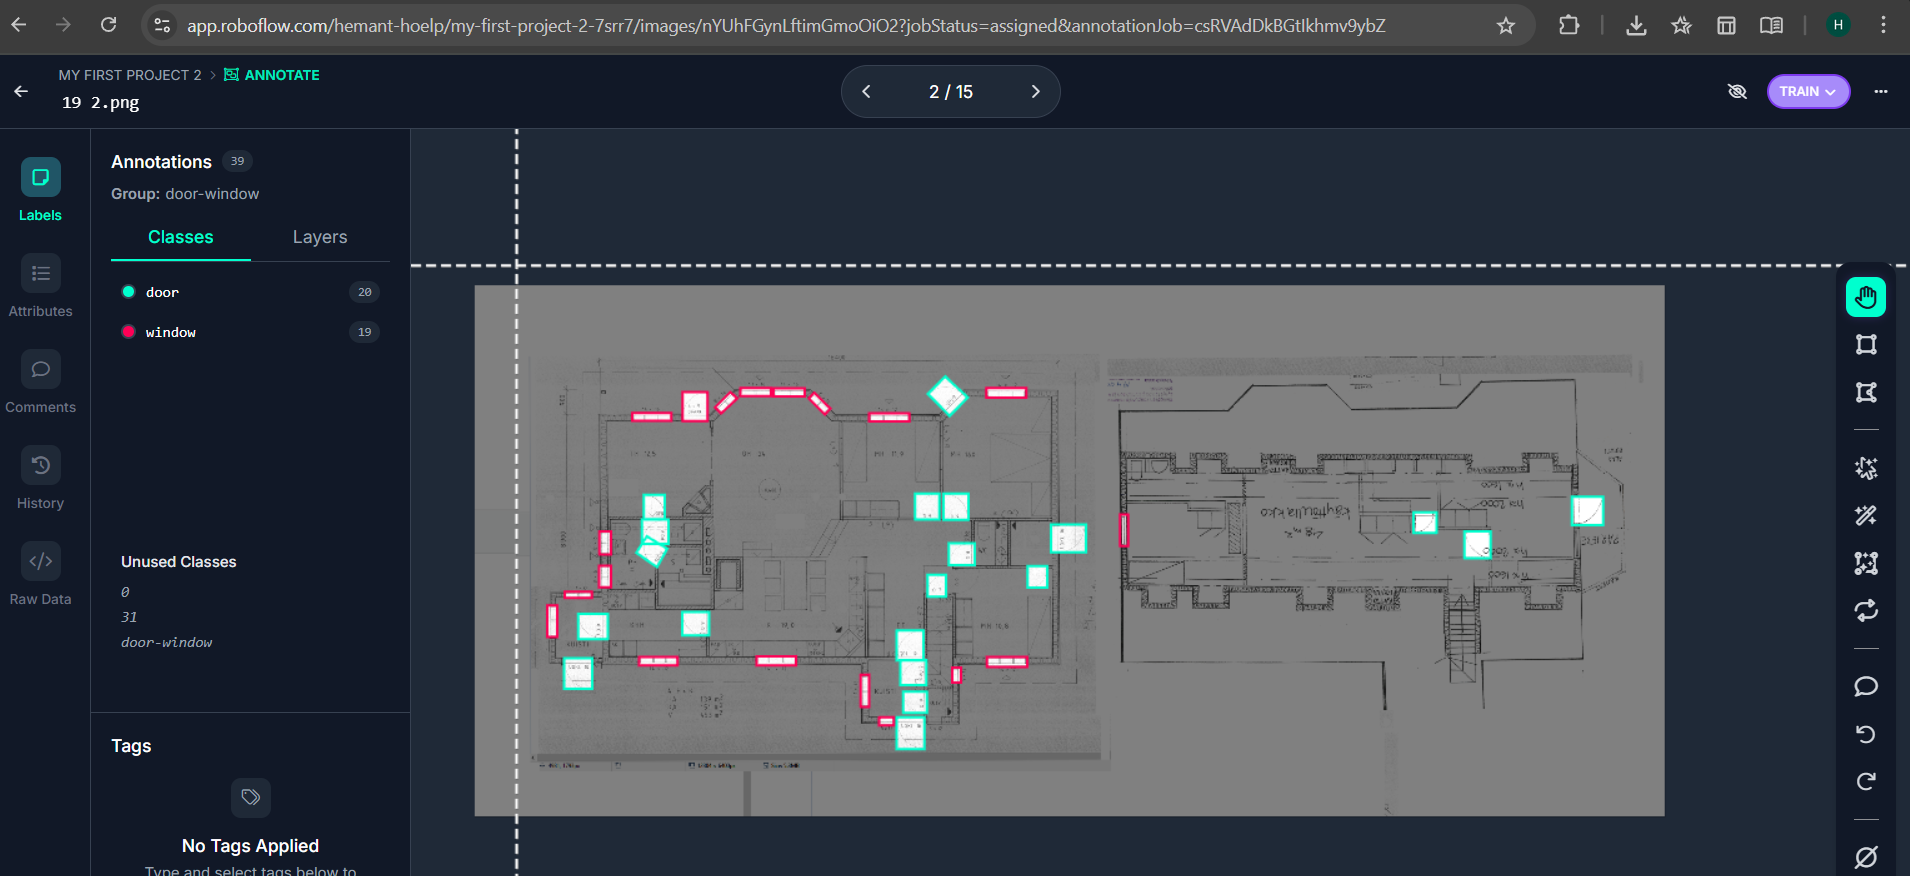 app.roboflow.com/hemant-hoelp/my-first-project-2-7srr7/images/nYUhFGynLftimGmoOiO2?jobStatus=assigned&annotationJob=csRVAdDkBGtIkhmv9ybZ
H
MY FIRST PROJECT 2 > ANNOTATE
19 2.png
2 / 15
TRAIN
Labels
Attributes
Comments
History
Raw Data
Annotations 39
Group: door-window
Classes Layers
door 20
window 19
Unused Classes
0
31
door-window
Tags
No Tags Applied
Type and select tags below to